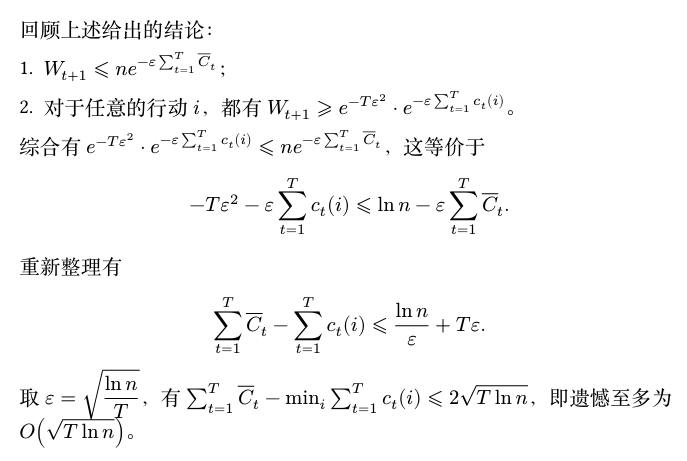 回顾上述给出的结论：
1. $W_{t+1} \leqslant ne^{-\varepsilon \sum_{t=1}^{T} \overline{C}_t}$；
2. 对于任意的行动 $i$，都有 $W_{t+1} \geqslant e^{-T\varepsilon^2} \cdot e^{-\varepsilon \sum_{t=1}^{T} c_t(i)}$。
综合有 $e^{-T\varepsilon^2} \cdot e^{-\varepsilon \sum_{t=1}^{T} c_t(i)} \leqslant ne^{-\varepsilon \sum_{t=1}^{T} \overline{C}_t}$，这等价于
$-T\varepsilon^2 - \varepsilon \sum_{t=1}^{T} c_t(i) \leqslant \ln n - \varepsilon \sum_{t=1}^{T} \overline{C}_t.$
重新整理有
$\sum_{t=1}^{T} \overline{C}_t - \sum_{t=1}^{T} c_t(i) \leqslant \frac{\ln n}{\varepsilon} + T\varepsilon.$
取 $\varepsilon = \sqrt{\frac{\ln n}{T}}$，有 $\sum_{t=1}^{T} \overline{C}_t - \min_i \sum_{t=1}^{T} c_t(i) \leqslant 2\sqrt{T \ln n}$，即遗憾至多为
$O(\sqrt{T \ln n})$。